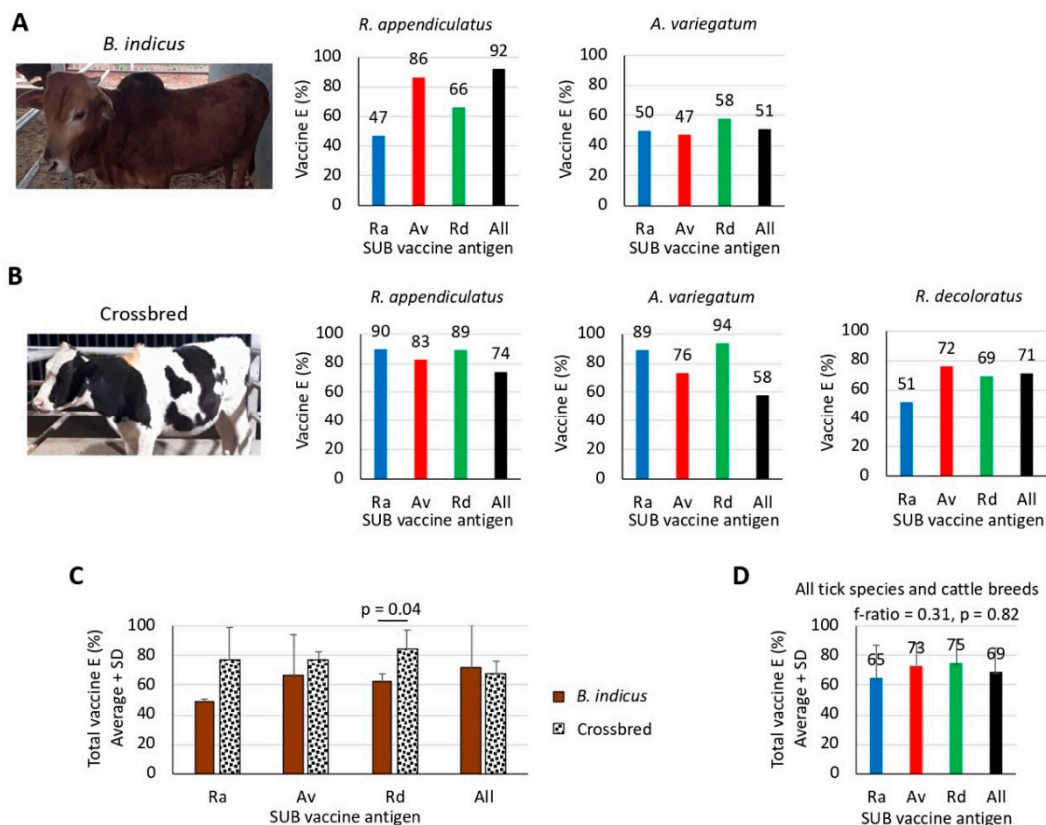 A
B. indicus
R. appendiculatus
Vaccine E (%)
100
80
60
40
20
0
47
86
66
92
Ra Av Rd All
SUB vaccine antigen
A. variegatum
Vaccine E (%)
100
80
60
40
20
0
50
47
58
51
Ra Av Rd All
SUB vaccine antigen
B
Crossbred
R. appendiculatus
Vaccine E (%)
100
80
60
40
20
0
90
83
89
74
Ra Av Rd All
SUB vaccine antigen
A. variegatum
Vaccine E (%)
100
80
60
40
20
0
89
76
94
58
Ra Av Rd All
SUB vaccine antigen
R. decoloratus
Vaccine E (%)
100
80
60
40
20
0
51
72
69
71
Ra Av Rd All
SUB vaccine antigen
C
p = 0.04
Total vaccine E (%)
Average + SD
100
80
60
40
20
0
Ra Av Rd All
SUB vaccine antigen
B. indicus
Crossbred
D
All tick species and cattle breeds
f-ratio = 0.31, p = 0.82
Total vaccine E (%)
Average + SD
100
80
60
40
20
0
65
73
75
69
Ra Av Rd All
SUB vaccine antigen